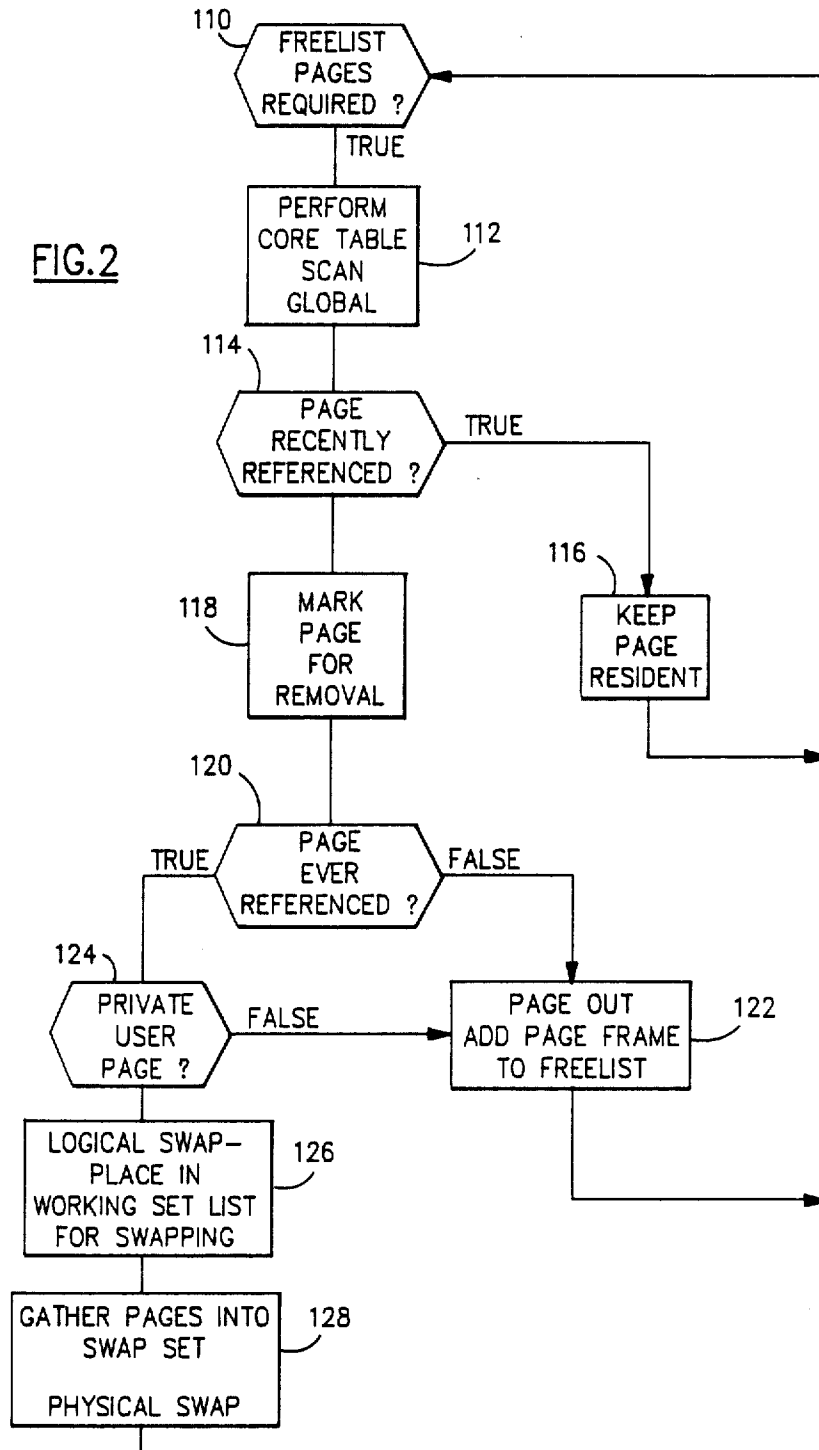 110
FREELIST
PAGES
REQUIRED ?
TRUE
PERFORM
CORE TABLE
SCAN
GLOBAL
112
FIG.2
114
PAGE
RECENTLY
REFERENCED ?
TRUE
116
KEEP
PAGE
RESIDENT
118
MARK
PAGE
FOR
REMOVAL
120
PAGE
EVER
REFERENCED ?
TRUE
FALSE
124
PRIVATE
USER
PAGE ?
FALSE
PAGE OUT
ADD PAGE FRAME
TO FREELIST
122
LOGICAL SWAP-
PLACE IN
WORKING SET LIST
FOR SWAPPING
126
GATHER PAGES INTO
SWAP SET
PHYSICAL SWAP
128